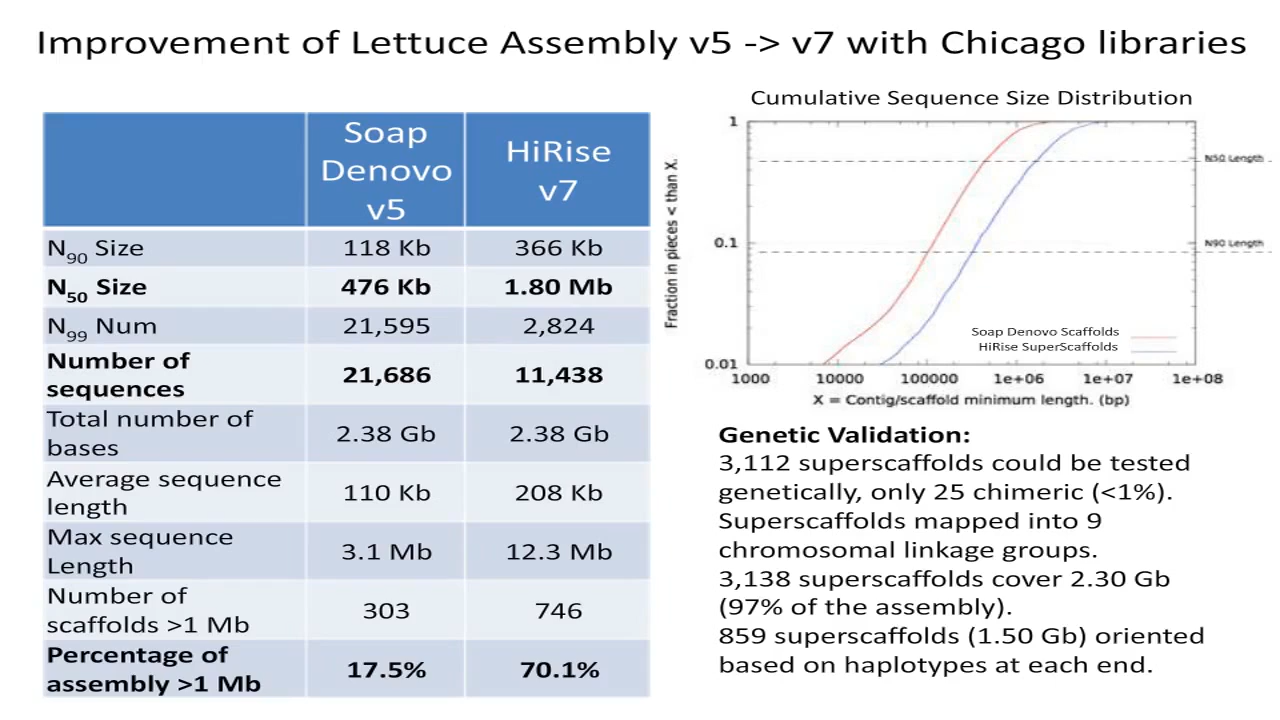 Improvement of Lettuce Assembly v5 -> v7 with Chicago libraries
Soap
Denovo
v5
HiRise
v7
N90 Size 118 Kb 366 Kb
N50 Size 476 Kb 1.80 Mb
N99 Num 21,595 2,824
Number of
sequences 21,686 11,438
Total number of
bases 2.38 Gb 2.38 Gb
Average sequence
length 110 Kb 208 Kb
Max sequence
Length 3.1 Mb 12.3 Mb
Number of
scaffolds >1 Mb 303 746
Percentage of
assembly >1 Mb 17.5% 70.1%
Cumulative Sequence Size Distribution
Fraction in pieces < than X.
1
0.1
0.01
N50 Length
N90 Length
Soap Denovo Scaffolds
HiRise SuperScaffolds
1000 10000 100000 1e+06 1e+07 1e+08
X = Contig/scaffold minimum length. (bp)
Genetic Validation:
3,112 superscaffolds could be tested
genetically, only 25 chimeric (<1%).
Superscaffolds mapped into 9
chromosomal linkage groups.
3,138 superscaffolds cover 2.30 Gb
(97% of the assembly).
859 superscaffolds (1.50 Gb) oriented
based on haplotypes at each end.